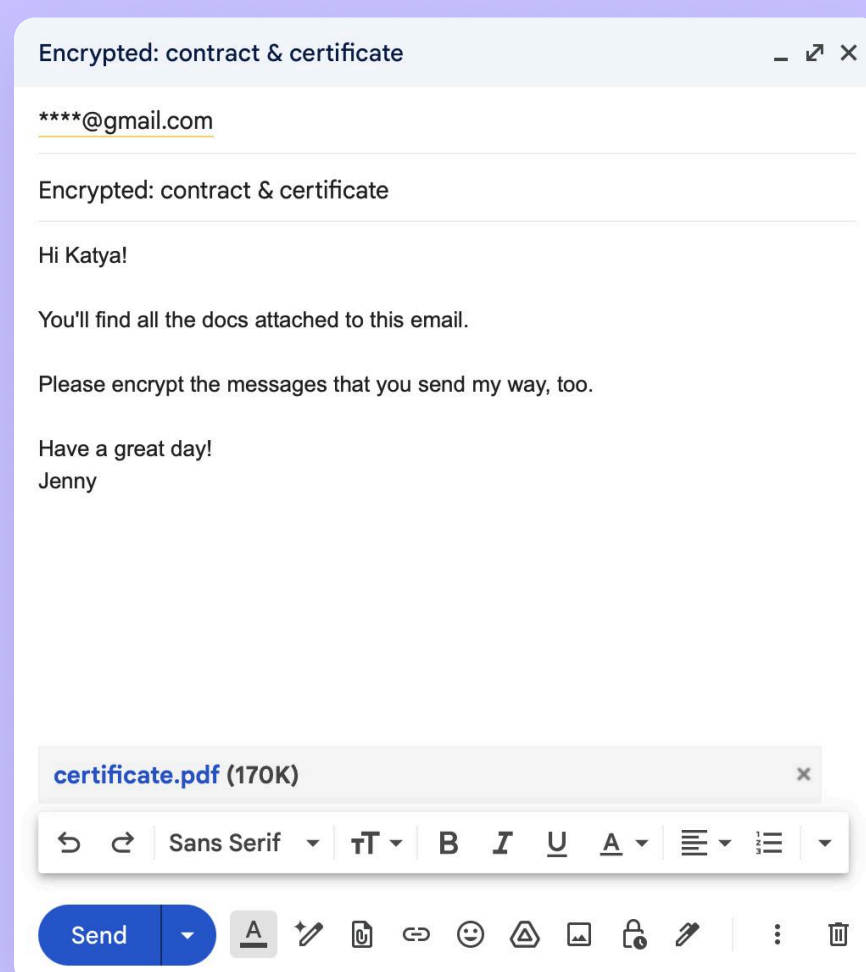 Encrypted: contract & certificate
****@gmail.com
Encrypted: contract & certificate
Hi Katya!
You'll find all the docs attached to this email.
Please encrypt the messages that you send my way, too.
Have a great day!
Jenny
certificate.pdf (170K)
Sans Serif TT B I U A
Send A